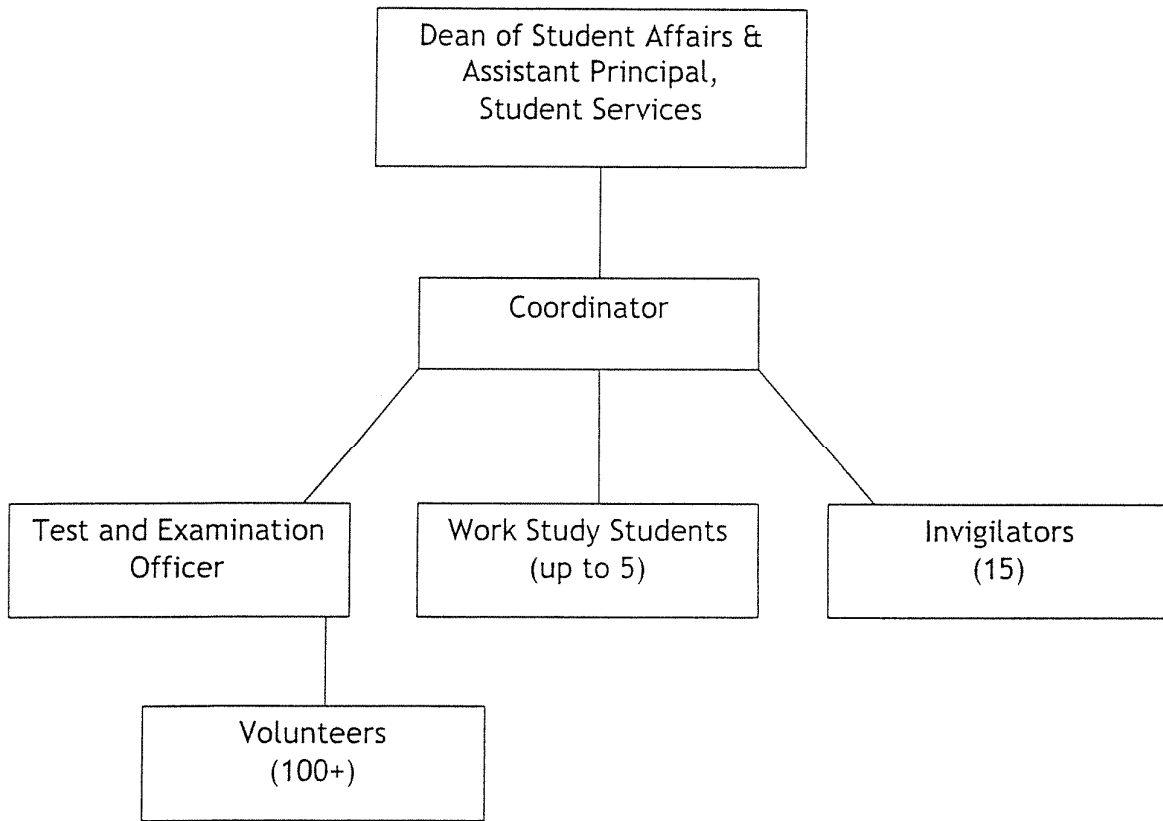 Dean of Student Affairs &
Assistant Principal,
Student Services
Coordinator
Test and Examination
Officer
Work Study Students
(up to 5)
Invigilators
(15)
Volunteers
(100+)